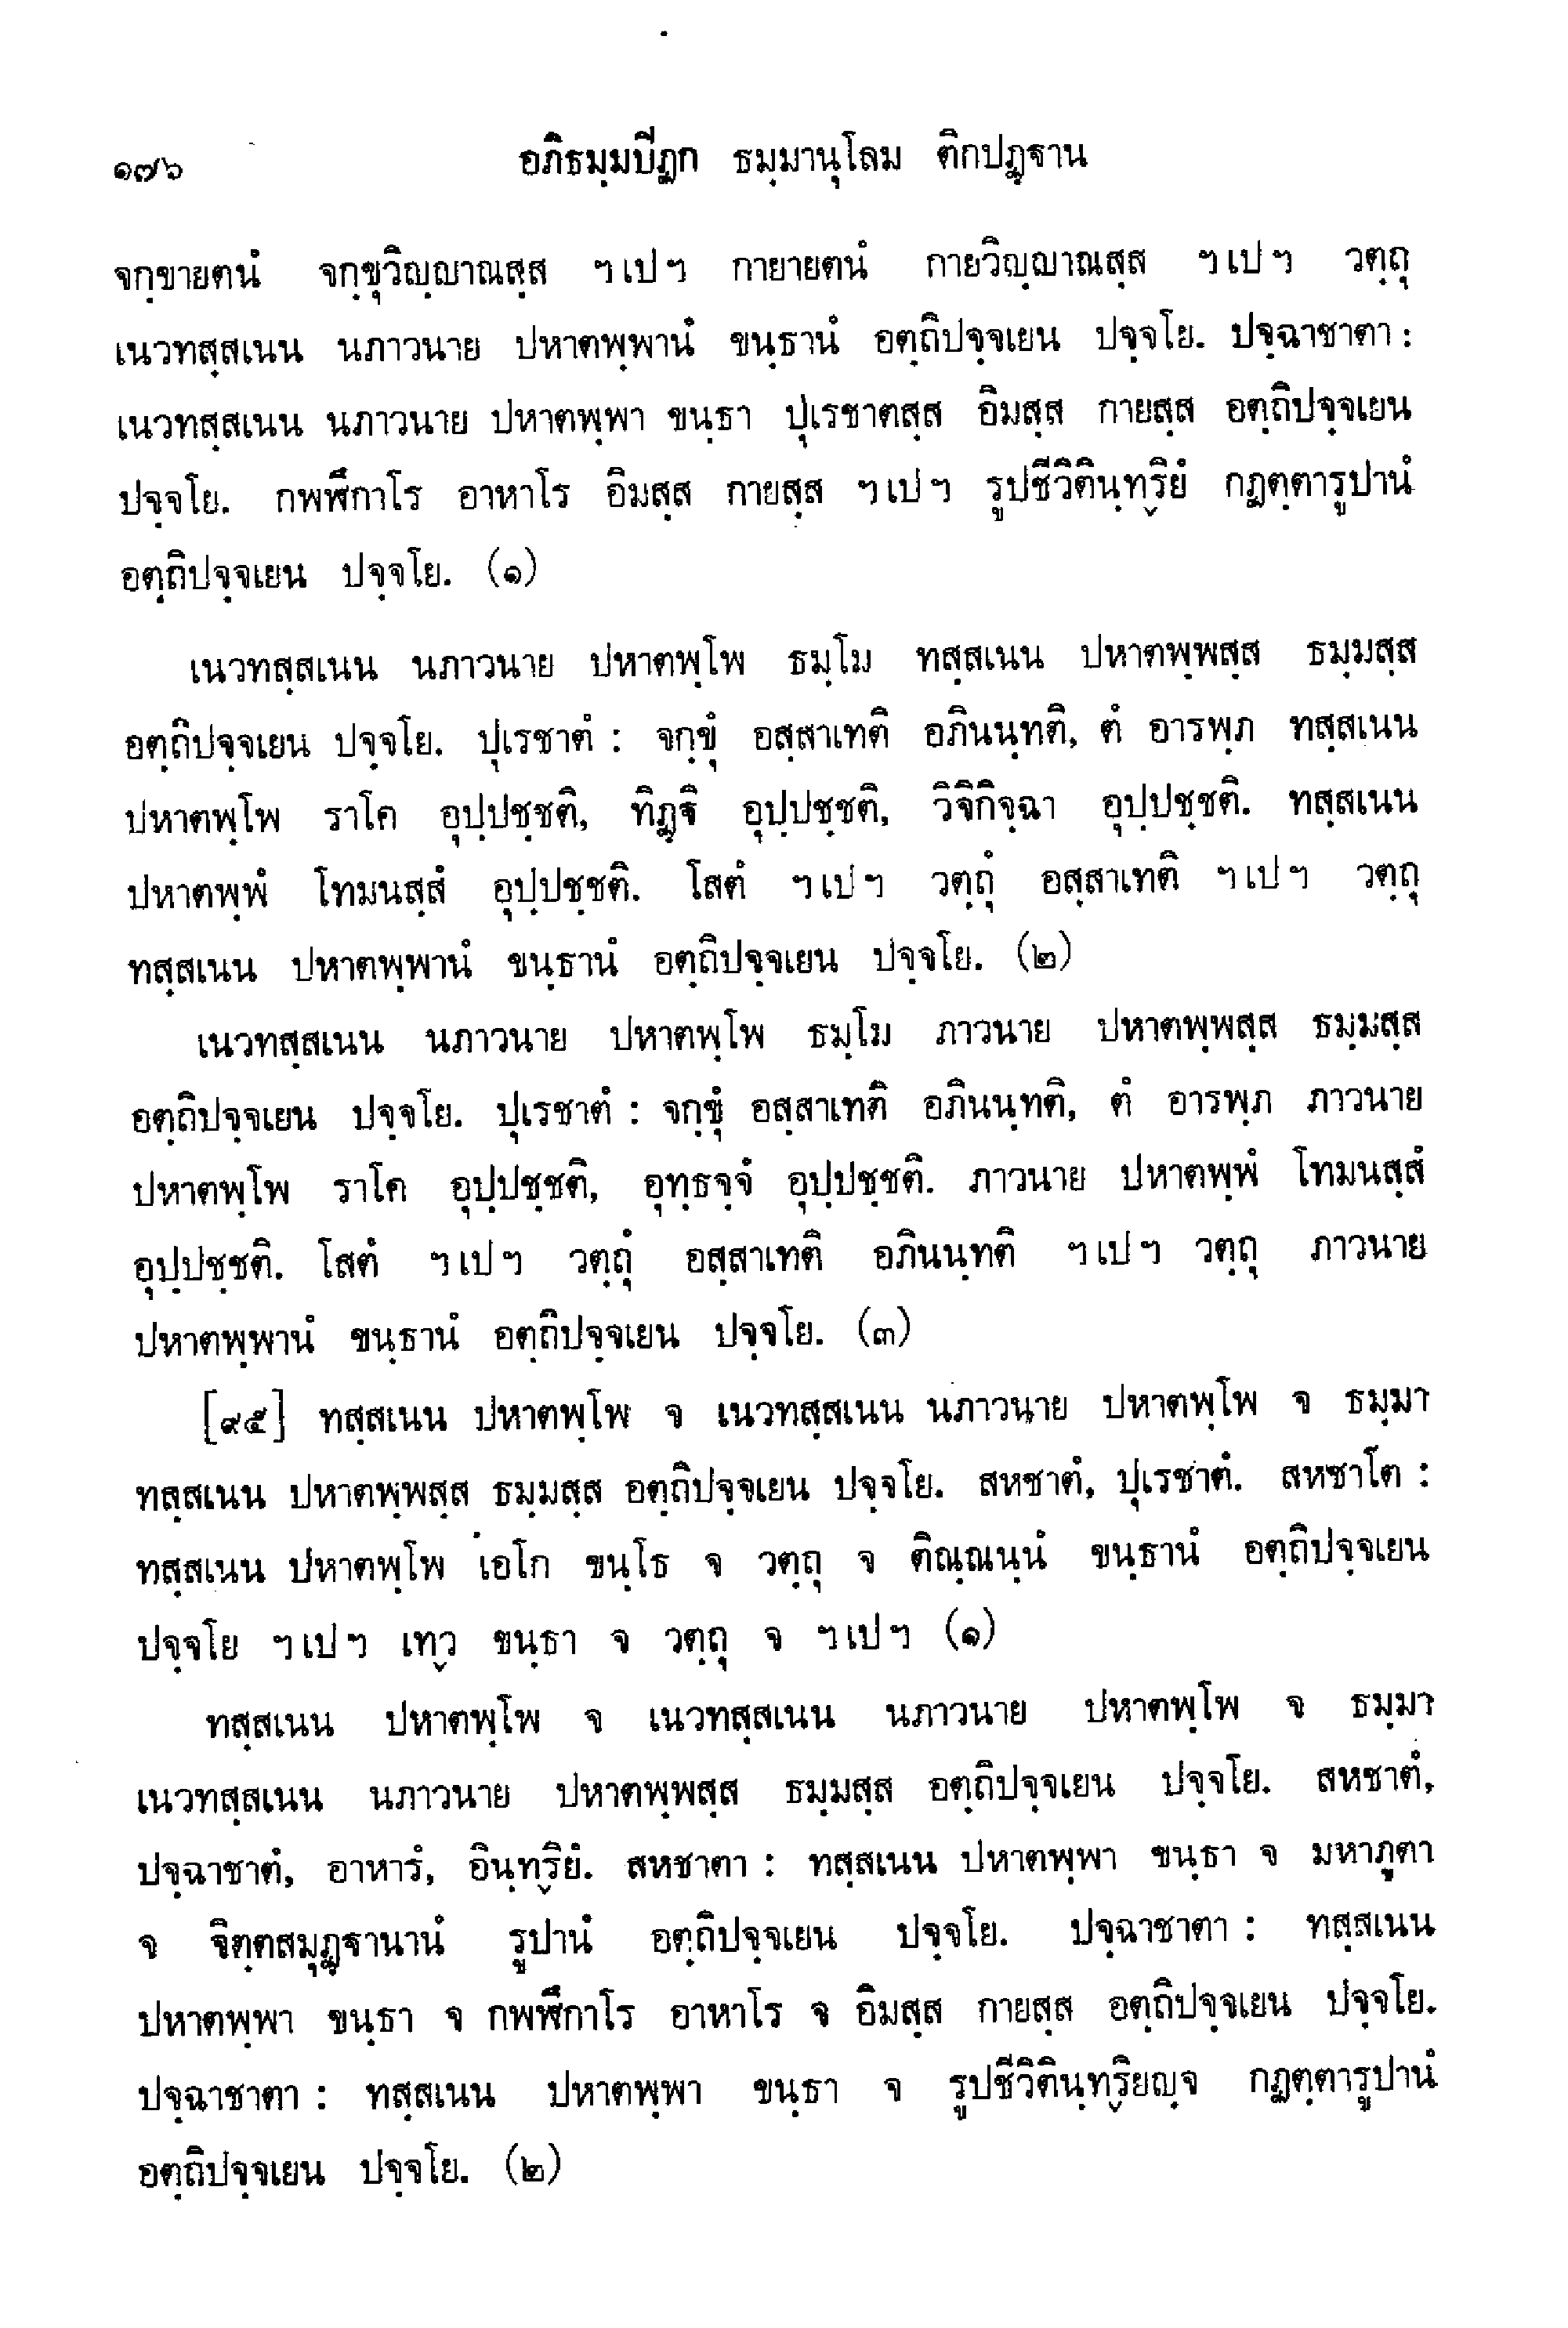 ๑๗๖ อภิธมฺมปีฏก ธมฺมานุโลม ติกปฏฺฐาน
จกฺขายตนํ จกฺขุวิญฺญาณสฺส ฯเปฯ กายายตนํ กายวิญฺญาณสฺส ฯเปฯ วตฺถุ
เนวทสฺสเนน นภาวนาย ปหาตพฺพานํ ขนฺธานํ อตฺถิปจฺจเยน ปจฺจโย. ปจฺฉาชาตา :
เนวทสฺสเนน นภาวนาย ปหาตพฺพา ขนฺธา ปุเรชาตสฺส อิมสฺส กายสฺส อตฺถิปจฺจเยน
ปจฺจโย. กพฬีกาโร อาหาโร อิมสฺส กายสฺส ฯเปฯ รูปชีวิตินฺทฺริยํ กฏตฺตารูปานํ
อตฺถิปจฺจเยน ปจฺจโย. (๑)
เนวทสฺสเนน นภาวนาย ปหาตพฺโพ ธมฺโม ทสฺสเนน ปหาตพฺพสฺส ธมฺมสฺส
อตฺถิปจฺจเยน ปจฺจโย. ปุเรชาตํ : จกฺขุํ อสฺสาเทติ อภินนฺทติ, ตํ อารพฺภ ทสฺสเนน
ปหาตพฺโพ ราโค อุปฺปชฺชติ, ทิฏฺฐิ อุปฺปชฺชติ, วิจิกิจฺฉา อุปฺปชฺชติ. ทสฺสเนน
ปหาตพฺพํ โทมนสฺสํ อุปฺปชฺชติ. โสตํ ฯเปฯ วตฺถุํ อสฺสาเทติ ฯเปฯ วตฺถุ
ทสฺสเนน ปหาตพฺพานํ ขนฺธานํ อตฺถิปจฺจเยน ปจฺจโย. (๒)
เนวทสฺสเนน นภาวนาย ปหาตพฺโพ ธมฺโม ภาวนาย ปหาตพฺพสฺส ธมฺมสฺส
อตฺถิปจฺจเยน ปจฺจโย. ปุเรชาตํ : จกฺขุํ อสฺสาเทติ อภินนฺทติ, ตํ อารพฺภ ภาวนาย
ปหาตพฺโพ ราโค อุปฺปชฺชติ, อุทฺธจฺจํ อุปฺปชฺชติ. ภาวนาย ปหาตพฺพํ โทมนสฺสํ
อุปฺปชฺชติ. โสตํ ฯเปฯ วตฺถุํ อสฺสาเทติ อภินนฺทติ ฯเปฯ วตฺถุ ภาวนาย
ปหาตพฺพานํ ขนฺธานํ อตฺถิปจฺจเยน ปจฺจโย. (๓)
[๙๕] ทสฺสเนน ปหาตพฺโพ จ เนวทสฺสเนน นภาวนาย ปหาตพฺโพ จ ธมฺมา
ทสฺสเนน ปหาตพฺพสฺส ธมฺมสฺส อตฺถิปจฺจเยน ปจฺจโย. สหชาตํ, ปุเรชาตํ. สหชาโต :
ทสฺสเนน ปหาตพฺโพ เอโก ขนฺโธ จ วตฺถุ จ ติณฺณนฺนํ ขนฺธานํ อตฺถิปจฺจเยน
ปจฺจโย ฯเปฯ เทฺว ขนฺธา จ วตฺถุ จ ฯเปฯ (๑)
ทสฺสเนน ปหาตพฺโพ จ เนวทสฺสเนน นภาวนาย ปหาตพฺโพ จ ธมฺมา
เนวทสฺสเนน นภาวนาย ปหาตพฺพสฺส ธมฺมสฺส อตฺถิปจฺจเยน ปจฺจโย. สหชาตํ,
ปจฺฉาชาตํ, อาหารํ, อินฺทฺริยํ. สหชาตา : ทสฺสเนน ปหาตพฺพา ขนฺธา จ มหาภูตา
จ จิตฺตสมุฏฺฐานานํ รูปานํ อตฺถิปจฺจเยน ปจฺจโย. ปจฺฉาชาตา : ทสฺสเนน
ปหาตพฺพา ขนฺธา จ กพฬีกาโร อาหาโร จ อิมสฺส กายสฺส อตฺถิปจฺจเยน ปจฺจโย.
ปจฺฉาชาตา : ทสฺสเนน ปหาตพฺพา ขนฺธา จ รูปชีวิตินฺทฺริยญฺจ กฏตฺตารูปานํ
อตฺถิปจฺจเยน ปจฺจโย. (๒)